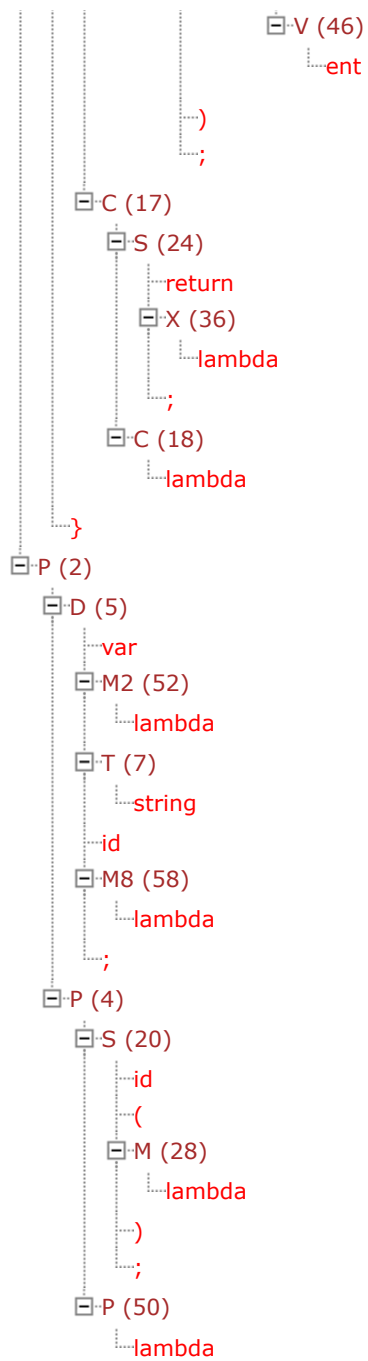 V (46)
ent
)
;
C (17)
S (24)
return
X (36)
lambda
;
C (18)
lambda
}
P (2)
D (5)
var
M2 (52)
lambda
T (7)
string
id
M8 (58)
lambda
;
P (4)
S (20)
id
(
M (28)
lambda
)
;
P (50)
lambda